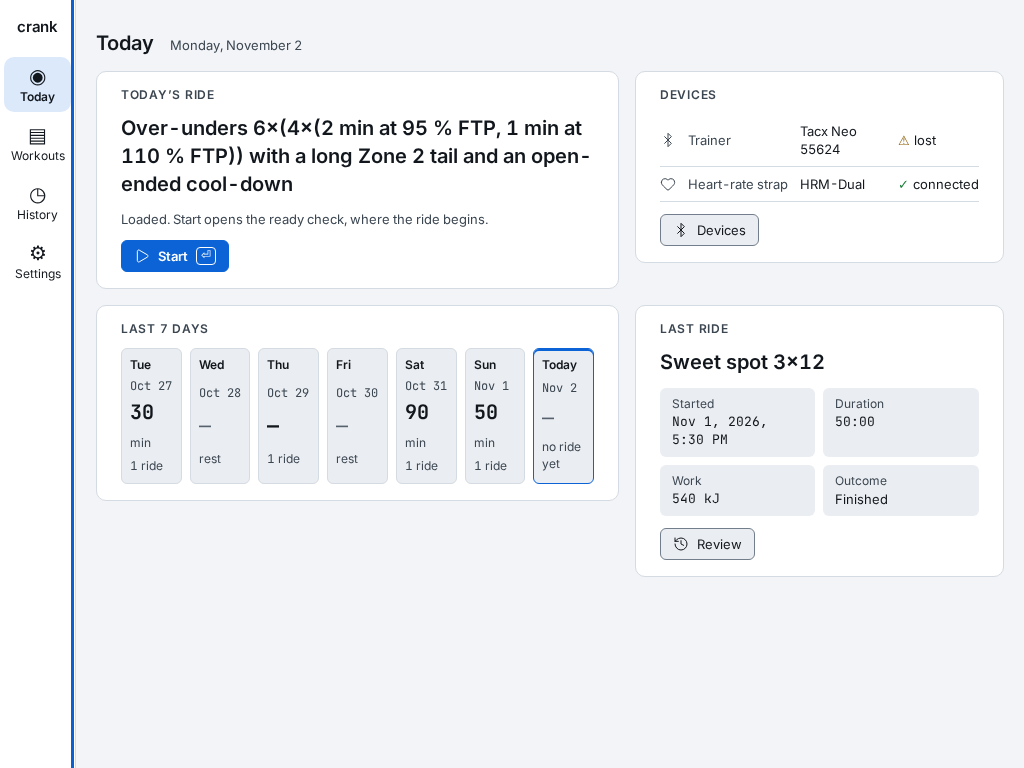 crank
Today
Workouts
History
Settings
Today Monday, November 2
TODAY'S RIDE
Over-unders 6×(4×(2 min at 95 % FTP, 1 min at
110 % FTP)) with a long Zone 2 tail and an open-
ended cool-down
Loaded. Start opens the ready check, where the ride begins.
Start ⏎
DEVICES
Trainer Tacx Neo 55624 ⚠ lost
Heart-rate strap HRM-Dual ✓ connected
Devices
LAST 7 DAYS
Tue
Oct 27
30
min
1 ride
Wed
Oct 28
—
rest
Thu
Oct 29
—
1 ride
Fri
Oct 30
—
rest
Sat
Oct 31
90
min
1 ride
Sun
Nov 1
50
min
1 ride
Today
Nov 2
—
no ride
yet
LAST RIDE
Sweet spot 3×12
Started
Nov 1, 2026,
5:30 PM
Duration
50:00
Work
540 kJ
Outcome
Finished
Review